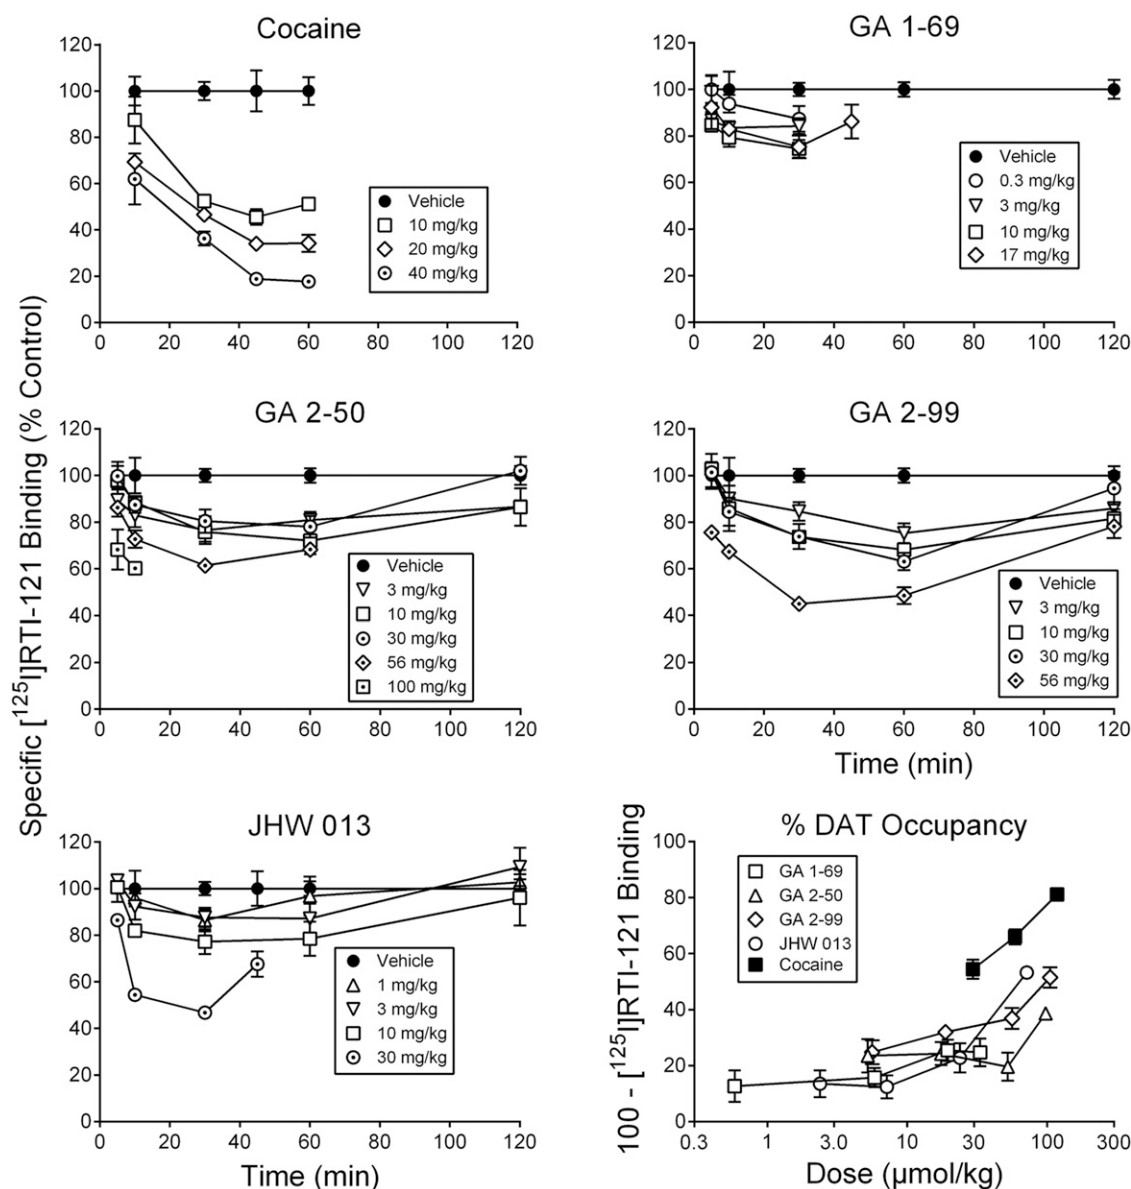 Cocaine
120
100
80
60
40
20
0
0 20 40 60 80 100 120
Vehicle
10 mg/kg
20 mg/kg
40 mg/kg
GA 1-69
120
100
80
60
40
20
0
0 20 40 60 80 100 120
Vehicle
0.3 mg/kg
3 mg/kg
10 mg/kg
17 mg/kg
Specific [¹²⁵I]RTI-121 Binding (% Control)
GA 2-50
120
100
80
60
40
20
0
0 20 40 60 80 100 120
Vehicle
3 mg/kg
10 mg/kg
30 mg/kg
56 mg/kg
100 mg/kg
GA 2-99
120
100
80
60
40
20
0
0 20 40 60 80 100 120
Time (min)
Vehicle
3 mg/kg
10 mg/kg
30 mg/kg
56 mg/kg
JHW 013
120
100
80
60
40
20
0
0 20 40 60 80 100 120
Time (min)
Vehicle
1 mg/kg
3 mg/kg
10 mg/kg
30 mg/kg
% DAT Occupancy
100 - [¹²⁵I]RTI-121 Binding
100
80
60
40
20
0
0.3 1 3.0 10 30 100 300
Dose (µmol/kg)
GA 1-69
GA 2-50
GA 2-99
JHW 013
Cocaine